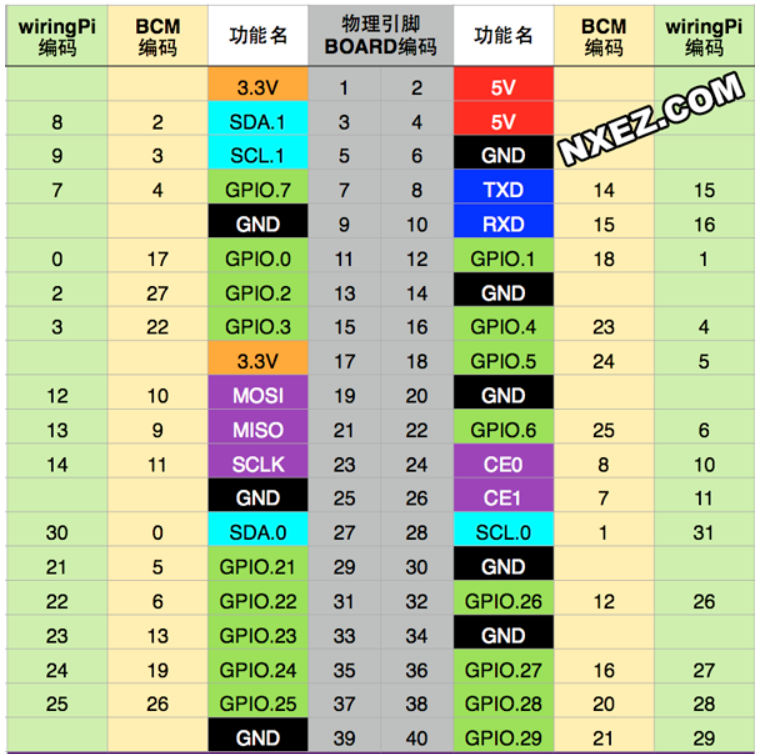 wiringPi 编码 BCM 编码 功能名 物理引脚 BOARD编码 功能名 BCM 编码 wiringPi 编码
3.3V 1 2 5V
8 2 SDA.1 3 4 5V
9 3 SCL.1 5 6 GND
NXEZ.COM
7 4 GPIO.7 7 8 TXD 14 15
GND 9 10 RXD 15 16
0 17 GPIO.0 11 12 GPIO.1 18 1
2 27 GPIO.2 13 14 GND
3 22 GPIO.3 15 16 GPIO.4 23 4
3.3V 17 18 GPIO.5 24 5
12 10 MOSI 19 20 GND
13 9 MISO 21 22 GPIO.6 25 6
14 11 SCLK 23 24 CE0 8 10
GND 25 26 CE1 7 11
30 0 SDA.0 27 28 SCL.0 1 31
21 5 GPIO.21 29 30 GND
22 6 GPIO.22 31 32 GPIO.26 12 26
23 13 GPIO.23 33 34 GND
24 19 GPIO.24 35 36 GPIO.27 16 27
25 26 GPIO.25 37 38 GPIO.28 20 28
GND 39 40 GPIO.29 21 29